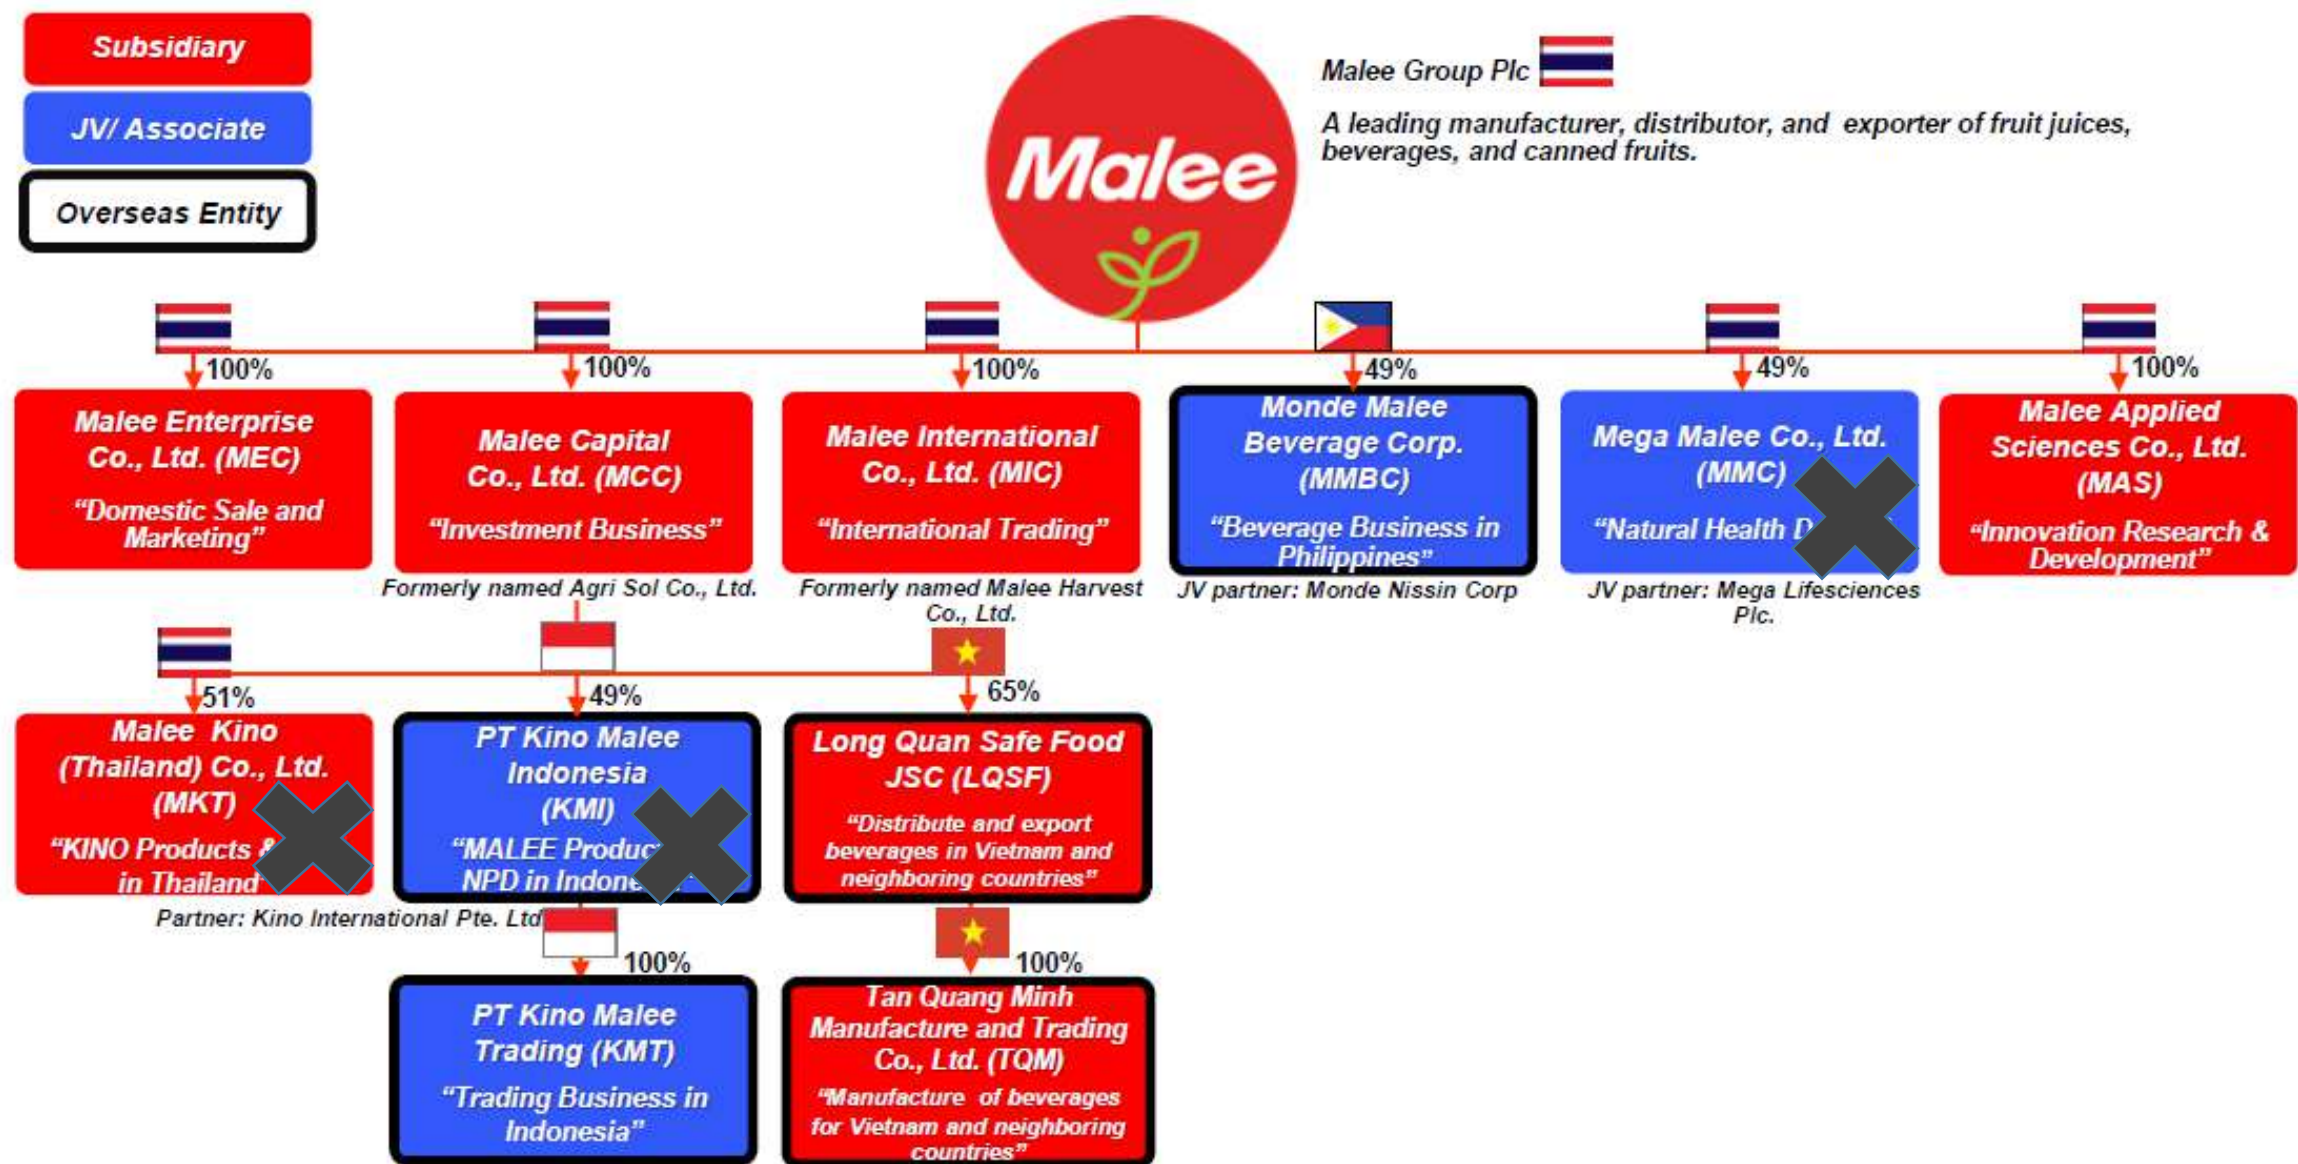 Subsidiary
JV/ Associate
Overseas Entity
Malee
Malee Group Plc
A leading manufacturer, distributor, and exporter of fruit juices,
beverages, and canned fruits.
100%
100%
100%
49%
49%
100%
Malee Enterprise
Co., Ltd. (MEC)
“Domestic Sale and
Marketing”
Malee Capital
Co., Ltd. (MCC)
“Investment Business”
Formerly named Agri Sol Co., Ltd.
Malee International
Co., Ltd. (MIC)
“International Trading”
Formerly named Malee Harvest
Co., Ltd.
Monde Malee
Beverage Corp.
(MMBC)
“Beverage Business in
Philippines”
JV partner: Monde Nissin Corp
Mega Malee Co., Ltd.
(MMC)
“Natural Health
JV partner: Mega Lifesciences
Plc.
Malee Applied
Sciences Co., Ltd.
(MAS)
“Innovation Research &
Development”
51%
49%
65%
Malee Kino
(Thailand) Co., Ltd.
(MKT)
“KINO Products &
in Thailand
Partner: Kino International Pte. Ltd
PT Kino Malee
Indonesia
(KMI)
“MALEE
NPD in
Long Quan Safe Food
JSC (LQSF)
“Distribute and export
beverages in Vietnam and
neighboring countries”
100%
100%
PT Kino Malee
Trading (KMT)
“Trading Business in
Indonesia”
Tan Quang Minh
Manufacture and Trading
Co., Ltd. (TQM)
“Manufacture of beverages
for Vietnam and neighboring
countries”